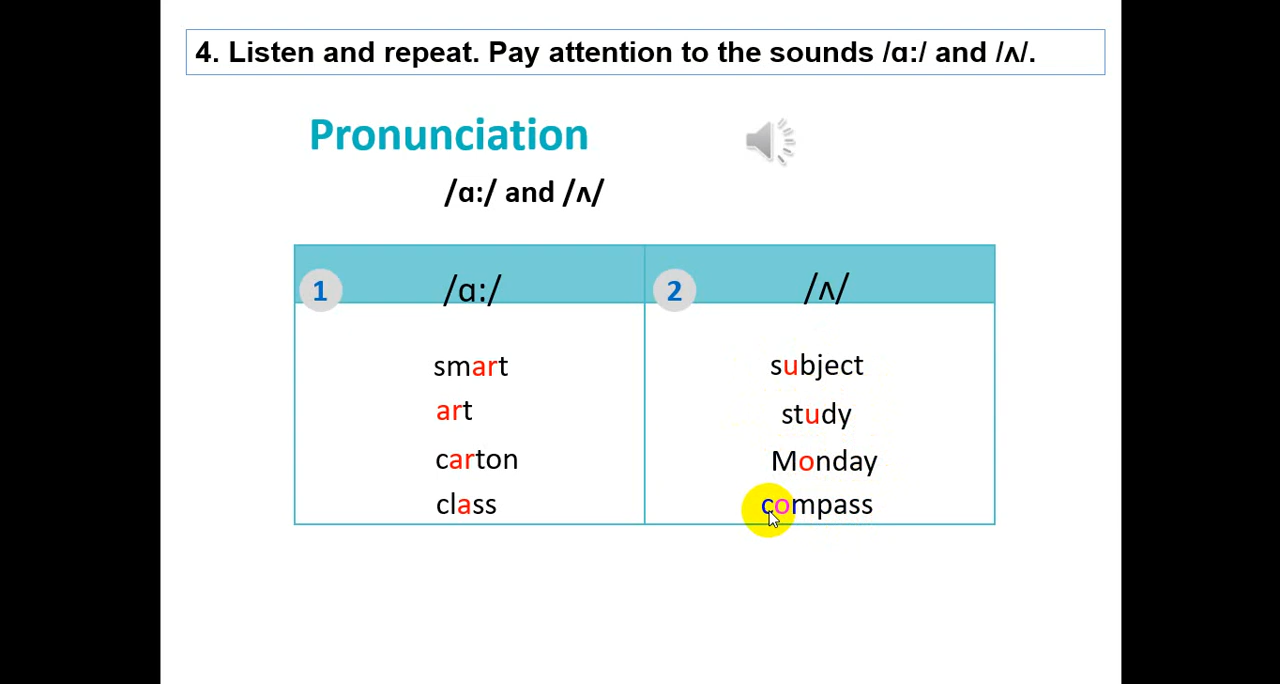 4. Listen and repeat. Pay attention to the sounds /ɑ:/ and /ʌ/.
Pronunciation
/ɑ:/ and /ʌ/
1 /ɑ:/ 2 /ʌ/
smart subject
art study
carton Monday
class compass